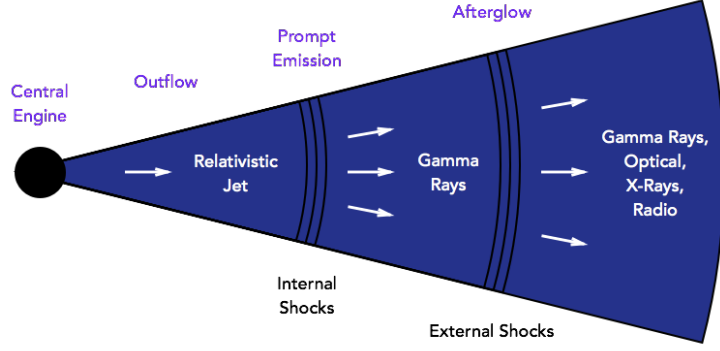 Afterglow
Prompt
Emission
Outflow
Central
Engine
Relativistic
Jet
Gamma
Rays
Gamma Rays,
Optical,
X-Rays,
Radio
Internal
Shocks
External Shocks